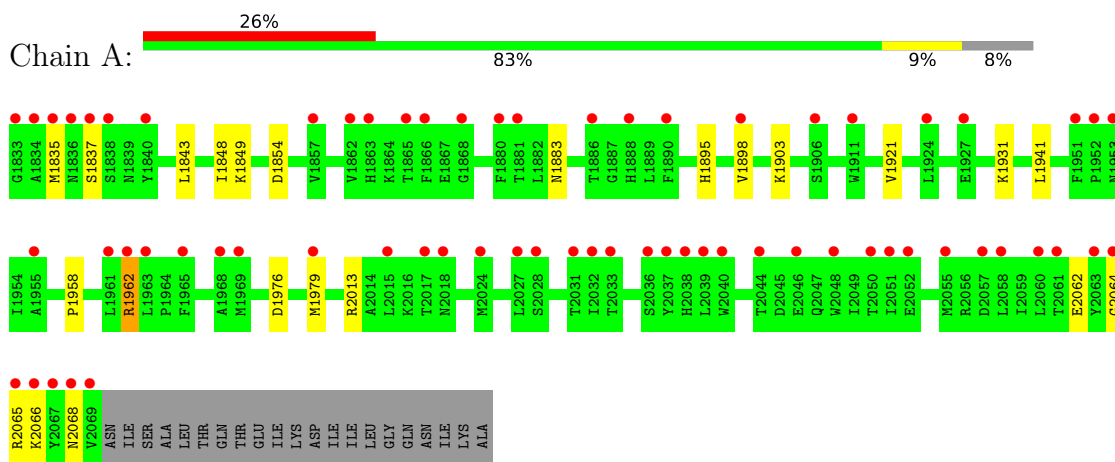 26%
Chain A:
83% 9% 8%
G1833 A1834 M1835 N1836 S1837 S1838 N1839 Y1840 L1843 I1848 K1849 D1854 V1857 V1862 H1863 K1864 T1865 F1866 E1867 G1868 F1880 T1881 L1882 N1883 T1886 G1887 H1888 L1889 F1890 H1895 V1898 K1903 S1906 W1911 V1921 L1924 E1927 K1931 L1941 F1951 P1952 N1953
I1954 A1955 P1958 L1961 R1962 L1963 P1964 F1965 A1968 M1969 D1976 M1979 R2013 A2014 L2015 K2016 T2017 N2018 M2024 L2027 S2028 T2031 I2032 T2033 S2036 Y2037 H2038 L2039 W2040 T2044 D2045 E2046 Q2047 W2048 I2049 T2050 I2051 E2052 M2055 R2056 D2057 L2058 I2059 L2060 T2061 E2062 Y2063 G2064
R2065 K2066 Y2067 N2068 V2069 ASN ILE SER ALA LEU THR GLN THR GLU ILE LYS ASP ILE ILE LEU GLY GLN ASN ILE LYS ALA